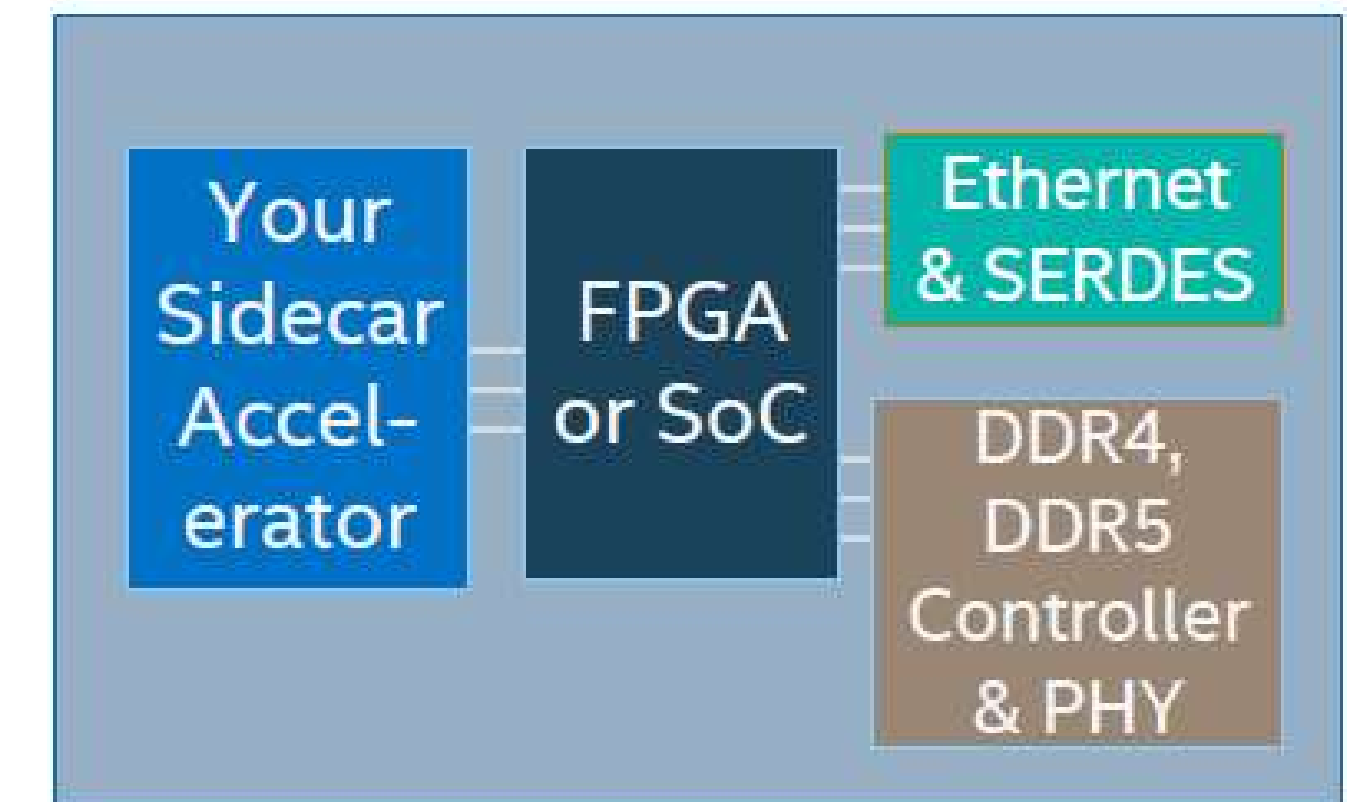 Your
Sidecar
Accel-
erator
FPGA
or SoC
Ethernet
& SERDES
DDR4,
DDR5
Controller
& PHY